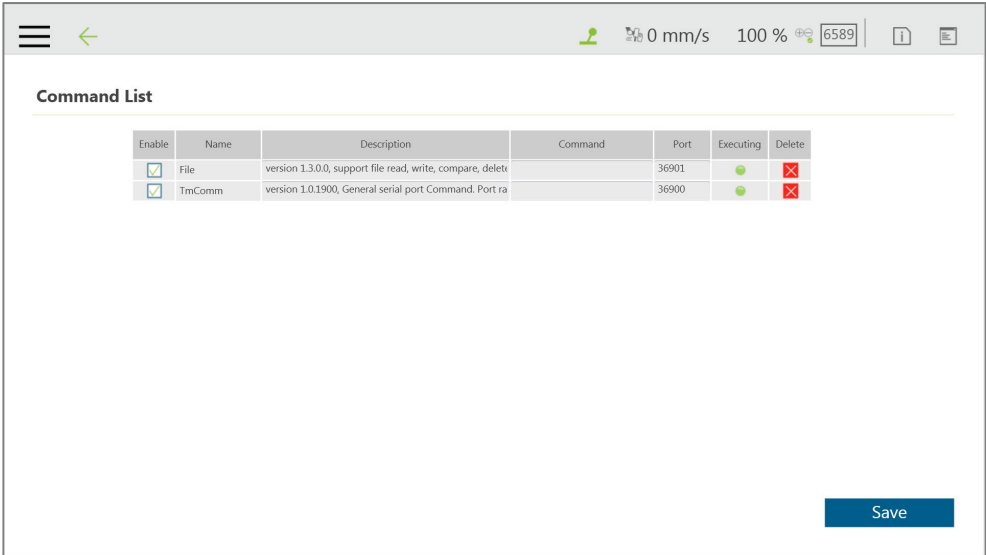 0 mm/s 100 % 6589
Command List
Enable Name Description Command Port Executing Delete
File version 1.3.0.0, support file read, write, compare, delete 36901
TmComm version 1.0.1900, General serial port Command. Port ra 36900
Save